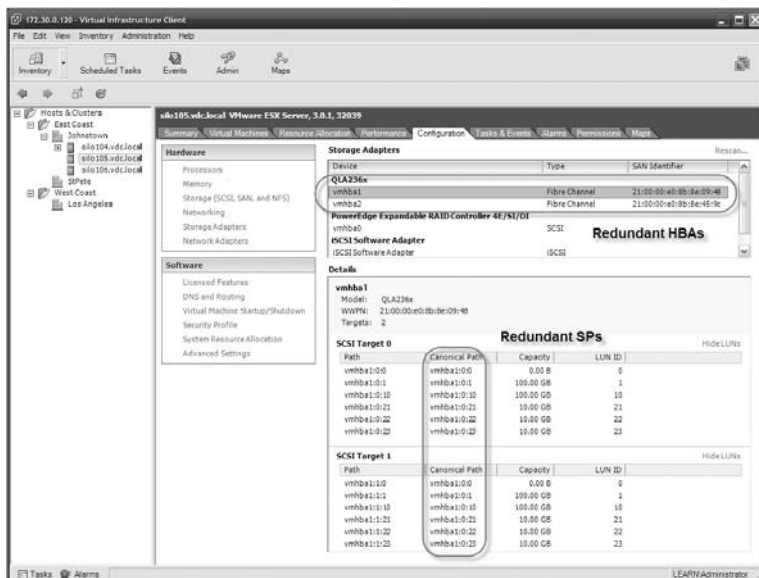 172.30.0.120 - Virtual Infrastructure Client
File Edit View Inventory Administration Help
Inventory Scheduled Tasks Events Admin Maps
Hosts & Clusters
East Coast
Johnstown
silo104.vdc.local
silo105.vdc.local
silo106.vdc.local
StPete
West Coast
Los Angeles
silo105.vdc.local VMware ESX Server, 3.0.1, 32039
Summary Virtual Machines Resource Allocation Performance Configuration Tasks & Events Alarms Permissions Maps
Hardware
Processors
Memory
Storage (SCSI, SAN, and NFS)
Networking
Storage Adapters
Network Adapters
Software
Licensed Features
DNS and Routing
Virtual Machine Startup/Shutdown
Security Profile
System Resource Allocation
Advanced Settings
Storage Adapters Rescan...
Device Type SAN Identifier
QLA236x
vmhba1 Fibre Channel 21:00:00:e0:8b:8e:09:48
vmhba2 Fibre Channel 21:00:00:e0:8b:8e:45:9c
PowerEdge Expandable RAID Controller 4E/SI/DI
vmhba0 SCSI
Redundant HBAs
iSCSI Software Adapter
iSCSI Software Adapter iSCSI
Details
vmhba1
Model: QLA236x
WWPN: 21:00:00:e0:8b:8e:09:48
Targets: 2
Redundant SPs
SCSI Target 0 Hide LUNs
Path Canonical Path Capacity LUN ID
vmhba1:0:0 vmhba1:0:0 0.00 B 0
vmhba1:0:1 vmhba1:0:1 100.00 GB 1
vmhba1:0:10 vmhba1:0:10 100.00 GB 10
vmhba1:0:21 vmhba1:0:21 10.00 GB 21
vmhba1:0:22 vmhba1:0:22 10.00 GB 22
vmhba1:0:23 vmhba1:0:23 10.00 GB 23
SCSI Target 1 Hide LUNs
Path Canonical Path Capacity LUN ID
vmhba1:1:0 vmhba1:0:0 0.00 B 0
vmhba1:1:1 vmhba1:0:1 100.00 GB 1
vmhba1:1:10 vmhba1:0:10 100.00 GB 10
vmhba1:1:21 vmhba1:0:21 10.00 GB 21
vmhba1:1:22 vmhba1:0:22 10.00 GB 22
vmhba1:1:23 vmhba1:0:23 10.00 GB 23
Tasks Alarms LEARN\Administrator